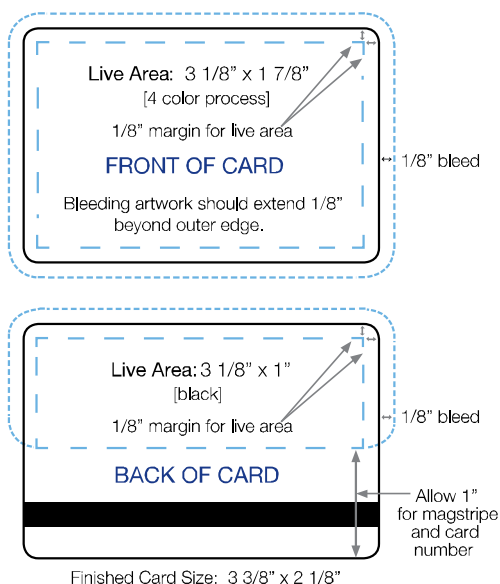 Live Area: 3 1/8” x 1 7/8”
[4 color process]
1/8” margin for live area
FRONT OF CARD
Bleeding artwork should extend 1/8”
beyond outer edge.
1/8” bleed
Live Area: 3 1/8” x 1”
[black]
1/8” margin for live area
1/8” bleed
BACK OF CARD
Allow 1”
for magstripe
and card
number
Finished Card Size: 3 3/8” x 2 1/8”